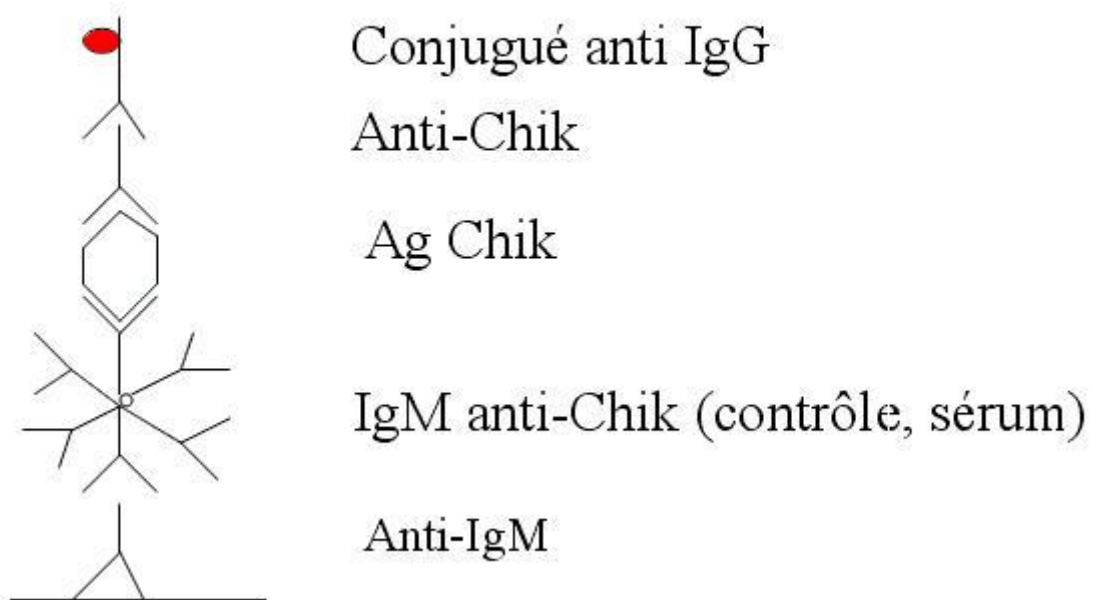 Conjugué anti IgG
Anti-Chik
Ag Chik
IgM anti-Chik (contrôle, sérum)
Anti-IgM